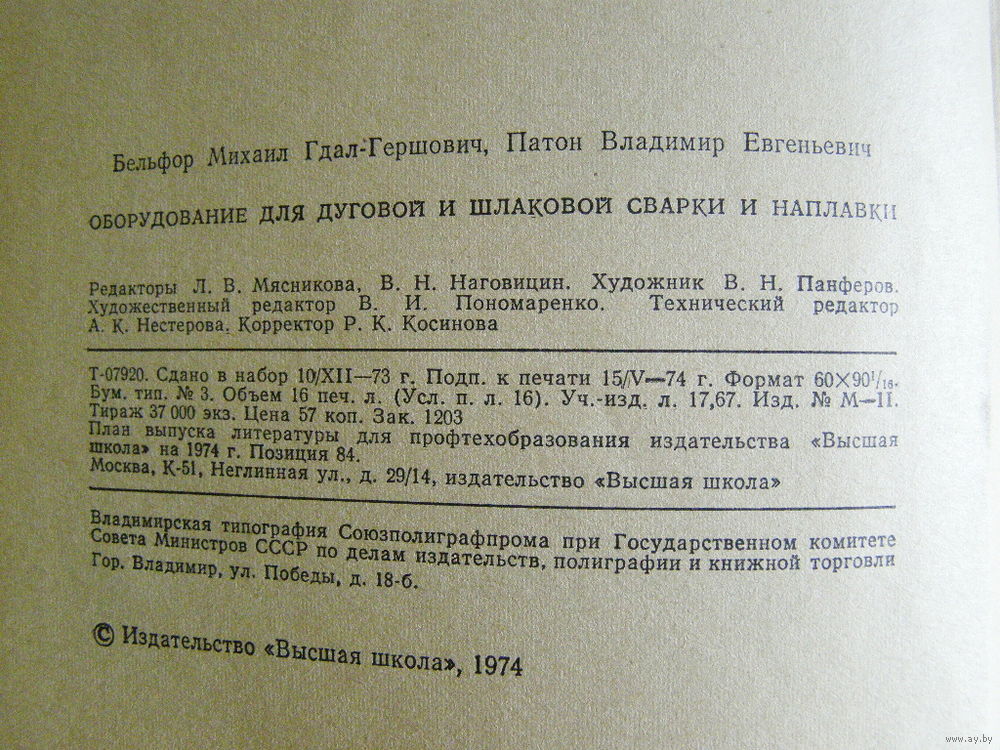 Бельфор Михаил Гдал-Гершович, Патон Владимир Евгеньевич
ОБОРУДОВАНИЕ ДЛЯ ДУГОВОЙ И ШЛАКОВОЙ СВАРКИ И НАПЛАВКИ
Редакторы Л. В. Мясникова, В. Н. Наговицин. Художник В. Н. Панферов.
Художественный редактор В. И. Пономаренко. Технический редактор
А. К. Нестерова. Корректор Р. К. Косинова
Т-07920. Сдано в набор 10/XII—73 г. Подп. к печати 15/V—74 г. Формат 60×90¹/₁₆.
Бум. тип. № 3. Объем 16 печ. л. (Усл. п. л. 16). Уч.-изд. л. 17,67. Изд. № М—11.
Тираж 37 000 экз. Цена 57 коп. Зак. 1203
План выпуска литературы для профтехобразования издательства «Высшая
школа» на 1974 г. Позиция 84.
Москва, К-51, Неглинная ул., д. 29/14, издательство «Высшая школа»
Владимирская типография Союзполиграфпрома при Государственном комитете
Совета Министров СССР по делам издательств, полиграфии и книжной торговли
Гор. Владимир, ул. Победы, д. 18-б.
© Издательство «Высшая школа», 1974
www.ay.by